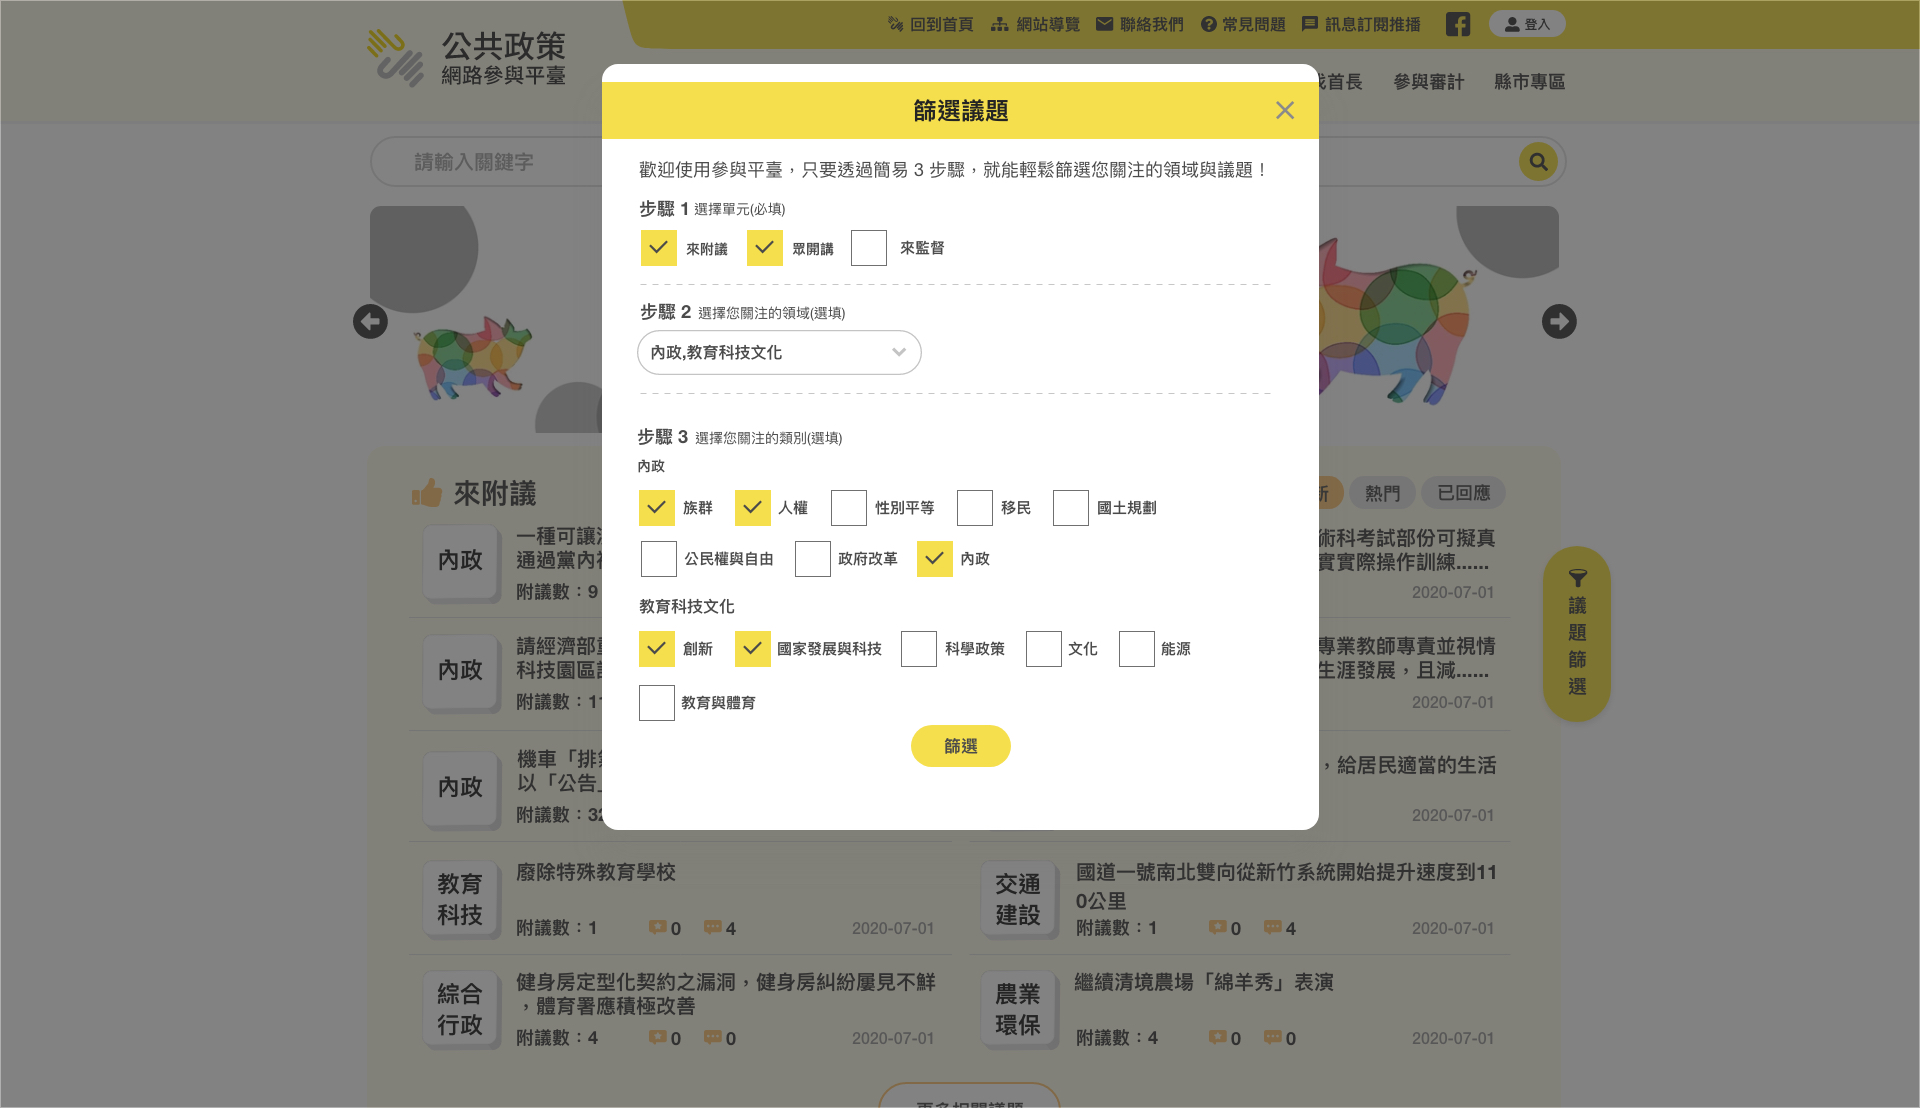 公共政策
網路參與平臺
回到首頁 網站導覽 聯絡我們 常見問題 訊息訂閱推播 登入
首長 參與審計 縣市專區
請輸入關鍵字
篩選議題
歡迎使用參與平臺，只要透過簡易 3 步驟，就能輕鬆篩選您關注的領域與議題！
步驟 1 選擇單元(必填)
來附議 眾開講 來監督
步驟 2 選擇您關注的領域(選填)
內政,教育科技文化
步驟 3 選擇您關注的類別(選填)
內政
族群 人權 性別平等 移民 國土規劃
公民權與自由 政府改革 內政
教育科技文化
創新 國家發展與科技 科學政策 文化 能源
教育與體育
篩選
來附議
新 熱門 已回應
內政
一種可讓
通過黨內
附議數：9
術科考試部份可擬真
實實際操作訓練......
2020-07-01
內政
請經濟部
科技園區
附議數：11
專業教師專責並視情
生涯發展，且減......
2020-07-01
內政
機車「排
以「公告
附議數：32
，給居民適當的生活
2020-07-01
教育
科技
廢除特殊教育學校
附議數：1 0 4 2020-07-01
交通
建設
國道一號南北雙向從新竹系統開始提升速度到11
0公里
附議數：1 0 4 2020-07-01
綜合
行政
健身房定型化契約之漏洞，健身房糾紛屢見不鮮
，體育署應積極改善
附議數：4 0 0 2020-07-01
農業
環保
繼續清境農場「綿羊秀」表演
附議數：4 0 0 2020-07-01
更多相關議題
議
題
篩
選